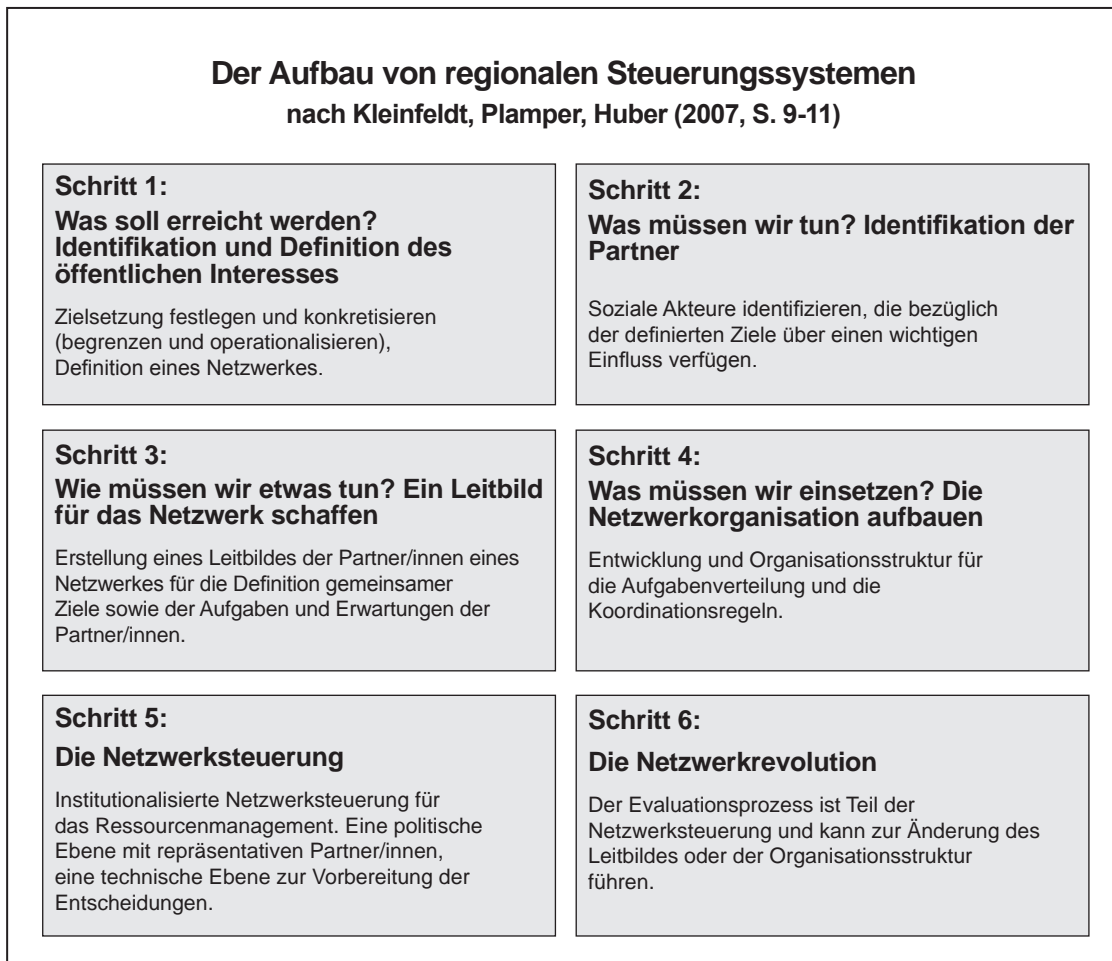 Der Aufbau von regionalen Steuerungssystemen
nach Kleinfeldt, Plamper, Huber (2007, S. 9-11)
Schritt 1:
Was soll erreicht werden?
Identifikation und Definition des
öffentlichen Interesses
Zielsetzung festlegen und konkretisieren
(begrenzen und operationalisieren),
Definition eines Netzwerkes.
Schritt 2:
Was müssen wir tun? Identifikation der
Partner
Soziale Akteure identifizieren, die bezüglich
der definierten Ziele über einen wichtigen
Einfluss verfügen.
Schritt 3:
Wie müssen wir etwas tun? Ein Leitbild
für das Netzwerk schaffen
Erstellung eines Leitbildes der Partner/innen eines
Netzwerkes für die Definition gemeinsamer
Ziele sowie der Aufgaben und Erwartungen der
Partner/innen.
Schritt 4:
Was müssen wir einsetzen? Die
Netzwerkorganisation aufbauen
Entwicklung und Organisationsstruktur für
die Aufgabenverteilung und die
Koordinationsregeln.
Schritt 5:
Die Netzwerksteuerung
Institutionalisierte Netzwerksteuerung für
das Ressourcenmanagement. Eine politische
Ebene mit repräsentativen Partner/innen,
eine technische Ebene zur Vorbereitung der
Entscheidungen.
Schritt 6:
Die Netzwerkrevolution
Der Evaluationsprozess ist Teil der
Netzwerksteuerung und kann zur Änderung des
Leitbildes oder der Organisationsstruktur
führen.